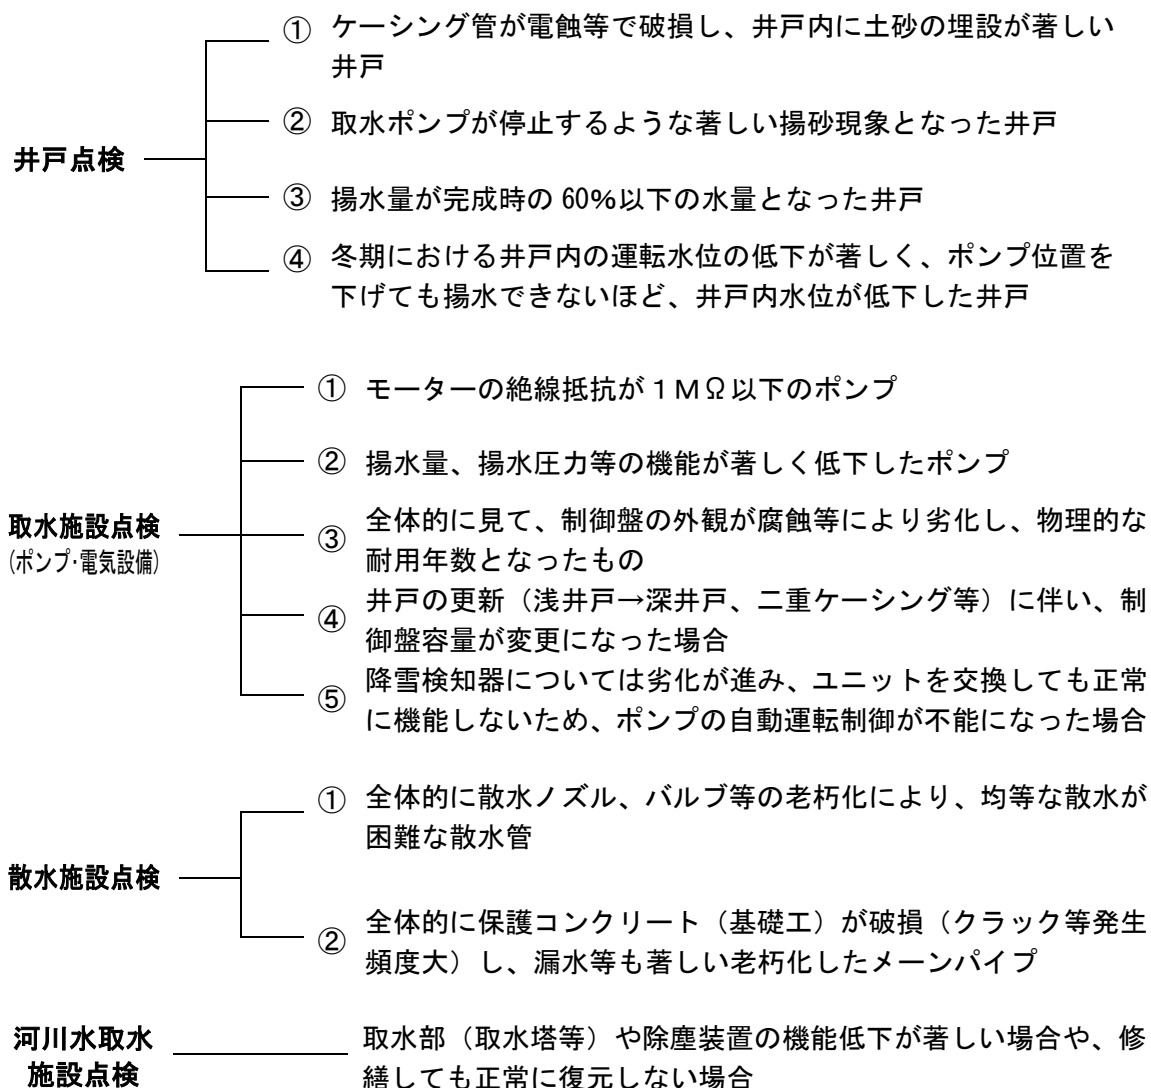 井戸点検
① ケーシング管が電蝕等で破損し、井戸内に土砂の埋設が著しい
井戸
② 取水ポンプが停止するような著しい揚砂現象となった井戸
③ 揚水量が完成時の 60%以下の水量となった井戸
④ 冬期における井戸内の運転水位の低下が著しく、ポンプ位置を
下げても揚水できないほど、井戸内水位が低下した井戸
取水施設点検
(ポンプ･電気設備)
① モーターの絶線抵抗が１ＭΩ以下のポンプ
② 揚水量、揚水圧力等の機能が著しく低下したポンプ
③ 全体的に見て、制御盤の外観が腐蝕等により劣化し、物理的な
耐用年数となったもの
④ 井戸の更新（浅井戸→深井戸、二重ケーシング等）に伴い、制
御盤容量が変更になった場合
⑤ 降雪検知器については劣化が進み、ユニットを交換しても正常
に機能しないため、ポンプの自動運転制御が不能になった場合
散水施設点検
① 全体的に散水ノズル、バルブ等の老朽化により、均等な散水が
困難な散水管
② 全体的に保護コンクリート（基礎工）が破損（クラック等発生
頻度大）し、漏水等も著しい老朽化したメーンパイプ
河川水取水
施設点検
取水部（取水塔等）や除塵装置の機能低下が著しい場合や、修
繕しても正常に復元しない場合